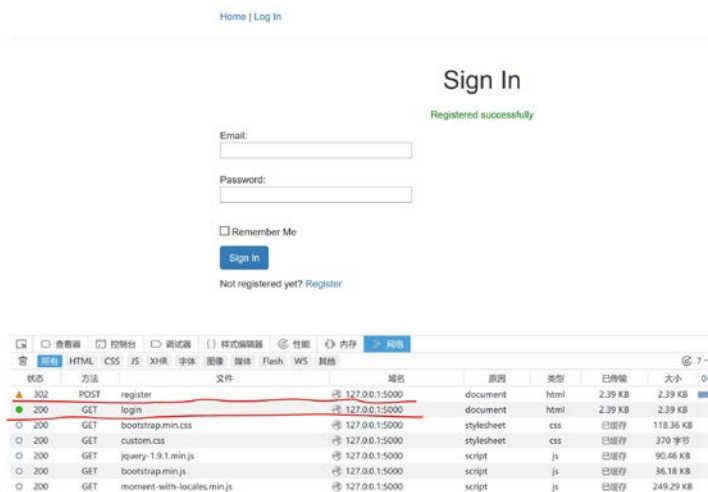 Home | Log In
Sign In
Registered successfully
Email:
Password:
Remember Me
Sign In
Not registered yet? Register
查看器 控制台 调试器 {} 样式编辑器 性能 内存 网络
所有 HTML CSS JS XHR 字体 图像 媒体 Flash WS 其他
状态 方法 文件 域名 原因 类型 已传输 大小
302 POST register 127.0.0.1:5000 document html 2.39 KB 2.39 KB
200 GET login 127.0.0.1:5000 document html 2.39 KB 2.39 KB
200 GET bootstrap.min.css 127.0.0.1:5000 stylesheet css 已缓存 118.36 KB
200 GET custom.css 127.0.0.1:5000 stylesheet css 已缓存 370 字节
200 GET jquery-1.9.1.min.js 127.0.0.1:5000 script js 已缓存 90.46 KB
200 GET bootstrap.min.js 127.0.0.1:5000 script js 已缓存 36.18 KB
200 GET moment-with-locales.min.js 127.0.0.1:5000 script js 已缓存 249.29 KB